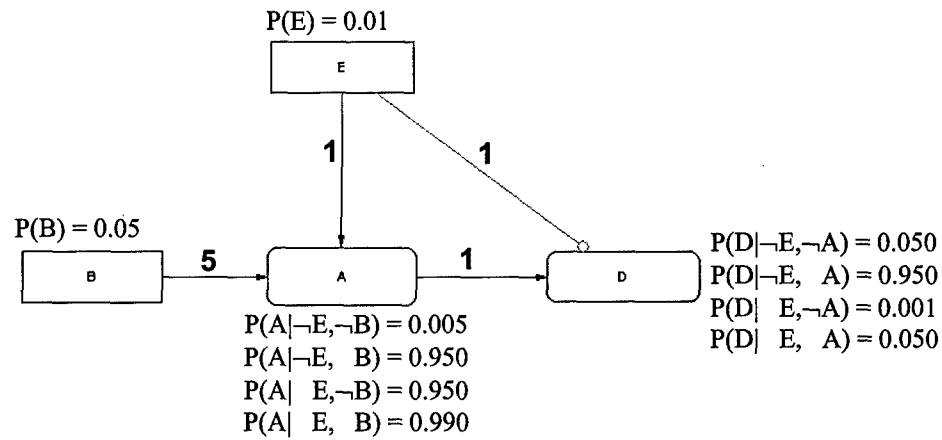 P(E) = 0.01
E
1
1
P(B) = 0.05
B
5
A
1
D
P(D|¬E,¬A) = 0.050
P(D|¬E, A) = 0.950
P(D| E,¬A) = 0.001
P(D| E, A) = 0.050
P(A|¬E,¬B) = 0.005
P(A|¬E, B) = 0.950
P(A| E,¬B) = 0.950
P(A| E, B) = 0.990